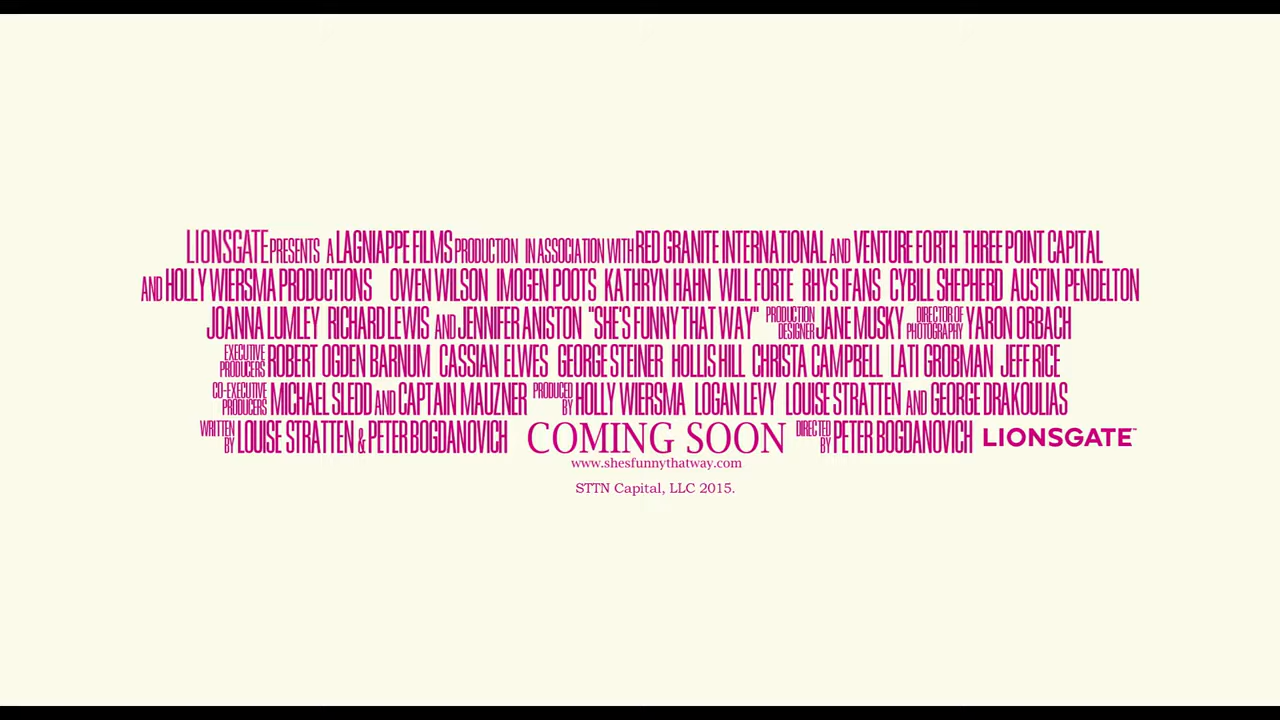 LIONSGATE PRESENTS A LAGNIAPPE FILMS PRODUCTION IN ASSOCIATION WITH RED GRANITE INTERNATIONAL AND VENTURE FORTH THREE POINT CAPITAL
AND HOLLY WIERSMA PRODUCTIONS OWEN WILSON IMOGEN POOTS KATHRYN HAHN WILL FORTE RHYS IFANS CYBILL SHEPHERD AUSTIN PENDELTON
JOANNA LUMLEY RICHARD LEWIS AND JENNIFER ANISTON "SHE'S FUNNY THAT WAY" PRODUCTION DESIGNER JANE MUSKY DIRECTOR OF PHOTOGRAPHY YARON ORBACH
EXECUTIVE PRODUCERS ROBERT OGDEN BARNUM CASSIAN ELWES GEORGE STEINER HOLLIS HILL CHRISTA CAMPBELL LATI GROBMAN JEFF RICE
CO-EXECUTIVE PRODUCERS MICHAEL SLEDD AND CAPTAIN MAUZNER PRODUCED BY HOLLY WIERSMA LOGAN LEVY LOUISE STRATTEN AND GEORGE DRAKOULIAS
WRITTEN BY LOUISE STRATTEN & PETER BOGDANOVICH COMING SOON DIRECTED BY PETER BOGDANOVICH LIONSGATE™
www.shesfunnythatway.com
STTN Capital, LLC 2015.